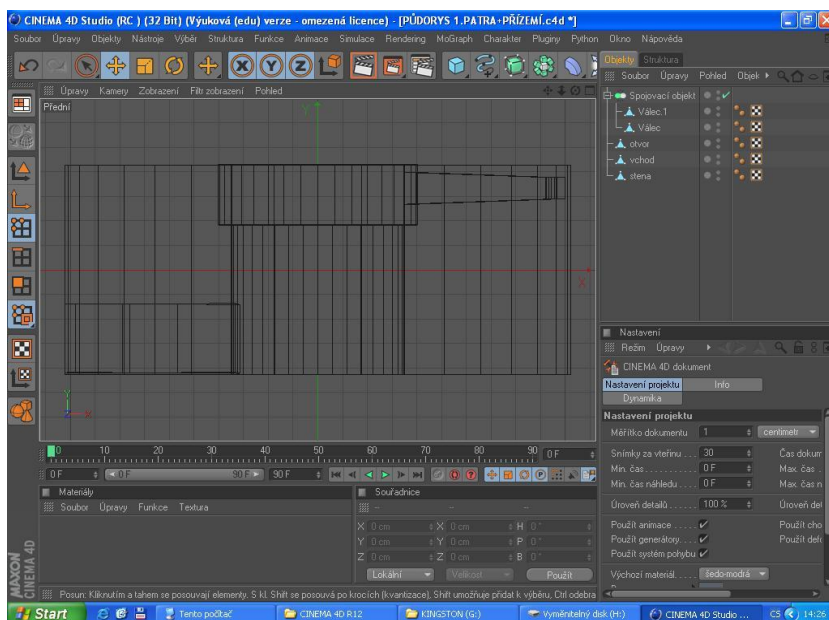 CINEMA 4D Studio (RC ) (32 Bit) (Výuková (edu) verze - omezená licence) - [PŮDORYS 1.PATRA+PŘÍZEMÍ.c4d *]
Soubor Úpravy Objekty Nástroje Výběr Struktura Funkce Animace Simulace Rendering MoGraph Charakter Pluginy Python Okno Nápověda
Objekty Struktura
Soubor Úpravy Pohled Objek
Úpravy Kamery Zobrazení Filtr zobrazení Pohled
Přední
Y
X
Spojovací objekt
Válec.1
Válec
otvor
vchod
stena
Y
X
Z
Nastavení
Režim Úpravy
CINEMA 4D dokument
Nastavení projektu Info
Dynamika
Nastavení projektu
Měřítko dokumentu 1 centimetr
Snímky za vteřinu . . . 30 Čas dokum
Min. čas . . . . . . . . . . . 0 F Max. čas .
Min. čas náhledu . . . 0 F Max. čas n
Úroveň detailů . . . . . . 100 % Úroveň det
Použít animace . . . . . Použít cho
Použít generátory. . . . Použít defo
Použít systém pohybu
Výchozí materiál. . . . . šedo-modrá
0 10 20 30 40 50 60 70 80 90 0 F
0 F 0 F 90 F 90 F
Materiály
Soubor Úpravy Funkce Textura
Souřadnice
X 0 cm X 0 cm H 0 °
Y 0 cm Y 0 cm P 0 °
Z 0 cm Z 0 cm B 0 °
Lokální Velikost Použít
MAXON
CINEMA 4D
Posun: Kliknutím a tahem se posouvají elementy. S kl. Shift se posouvá po krocích (kvantizace), Shift umožňuje přidat k výběru, Ctrl odebra
Start Tento počítač CINEMA 4D R12 KINGSTON (G:) Vyměnitelný disk (H:) CINEMA 4D Studio ... CS 14:26